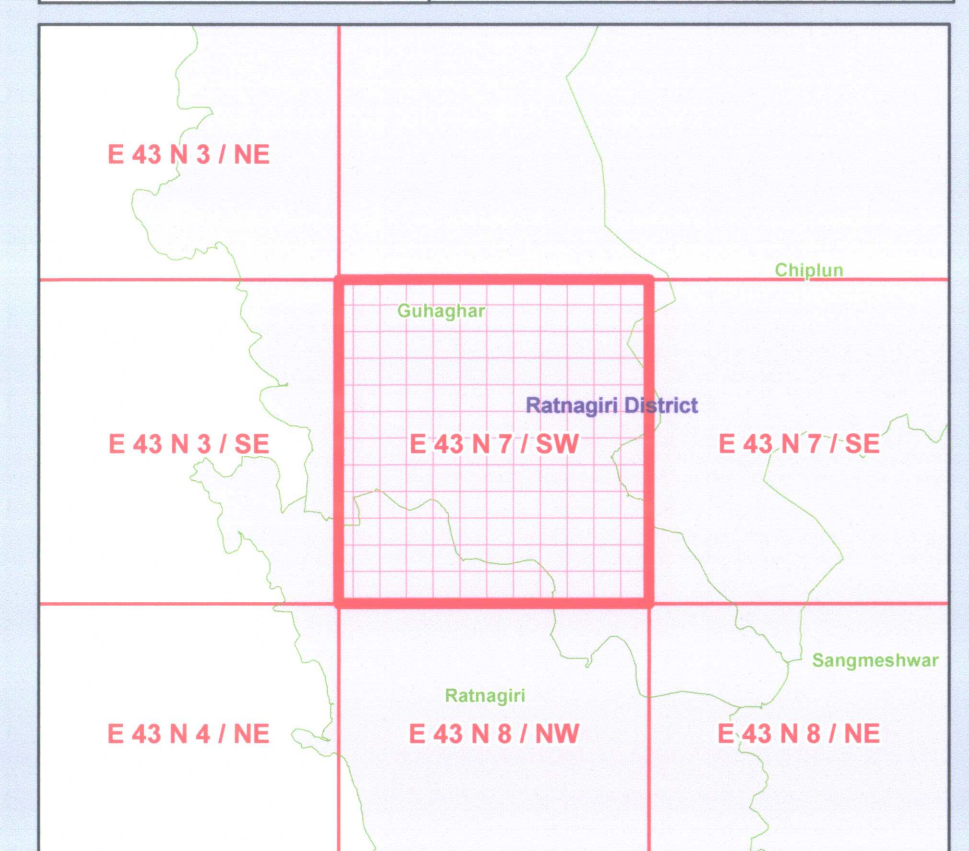 E 43 N 3 / NE
Chiplun
Guhaghar
Ratnagiri District
E 43 N 3 / SE
E 43 N 7 / SW
E 43 N 7 / SE
Sangmeshwar
Ratnagiri
E 43 N 4 / NE
E 43 N 8 / NW
E 43 N 8 / NE